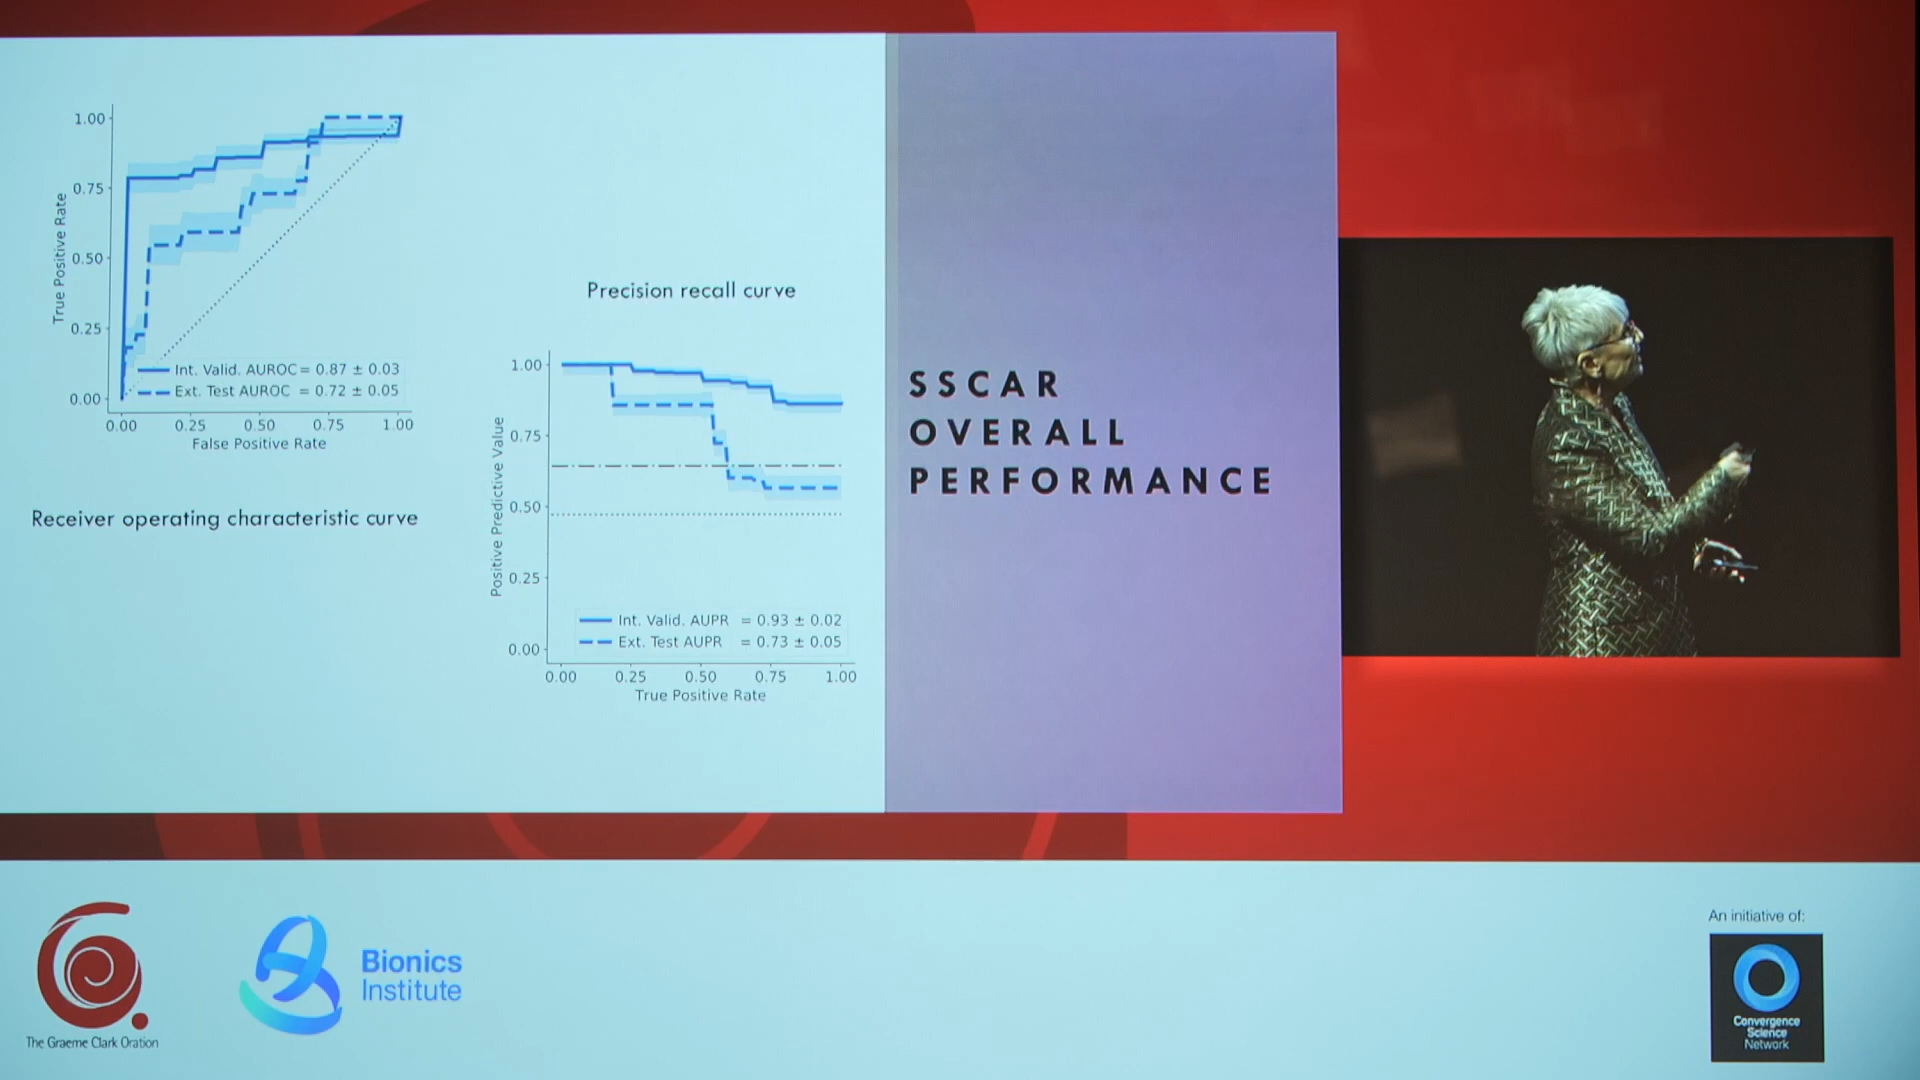 1.00
0.75
0.50
0.25
0.00
True Positive Rate
Int. Valid. AUROC = 0.87 ± 0.03
Ext. Test AUROC = 0.72 ± 0.05
0.00 0.25 0.50 0.75 1.00
False Positive Rate
Receiver operating characteristic curve
Precision recall curve
1.00
0.75
0.50
0.25
0.00
Positive Predictive Value
Int. Valid. AUPR = 0.93 ± 0.02
Ext. Test AUPR = 0.73 ± 0.05
0.00 0.25 0.50 0.75 1.00
True Positive Rate
SSCAR
OVERALL
PERFORMANCE
The Graeme Clark Oration
Bionics
Institute
An initiative of:
Convergence
Science
Network